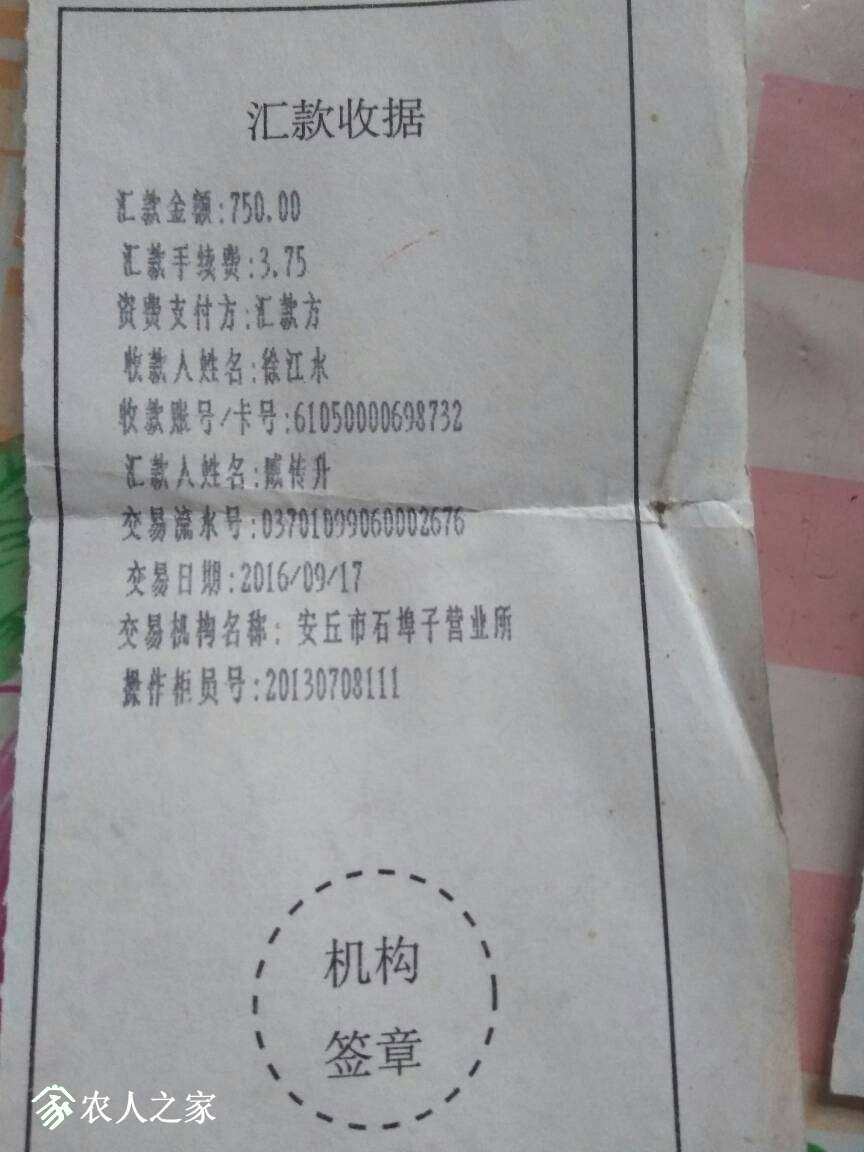 汇款收据
汇款金额:750.00
汇款手续费:3.75
资费支付方:汇款方
收款人姓名:徐江水
收款账号/卡号:61050000698732
汇款人姓名:臧传升
交易流水号:03701099060002676
交易日期:2016/09/17
交易机构名称: 安丘市石埠子营业所
操作柜员号:20130708111
机构
签章
农人之家